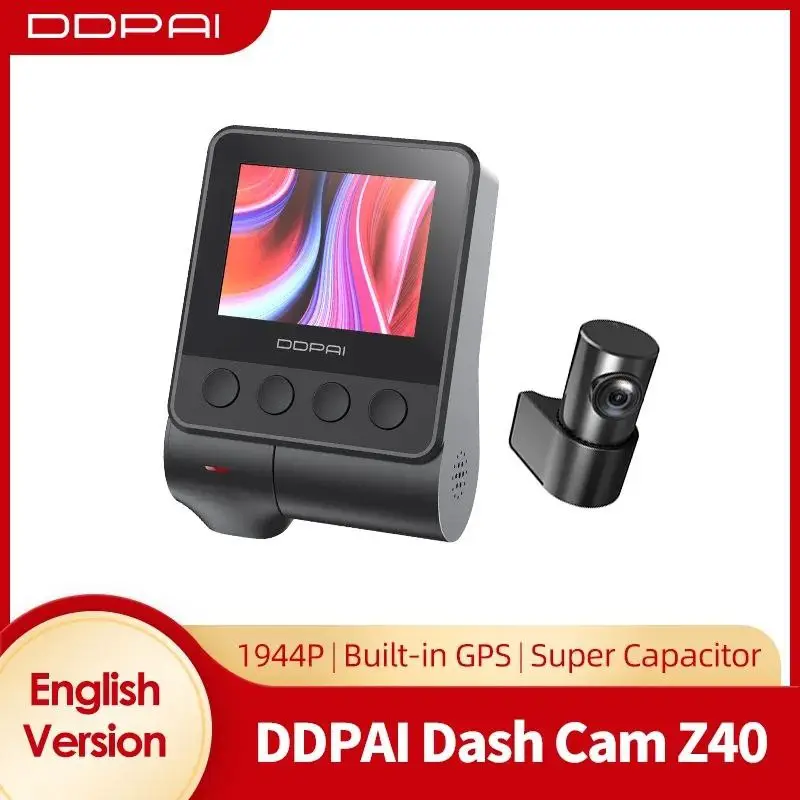 DDPAI
DDPAI
1944P | Built-in GPS | Super Capacitor
English
Version
DDPAI Dash Cam Z40